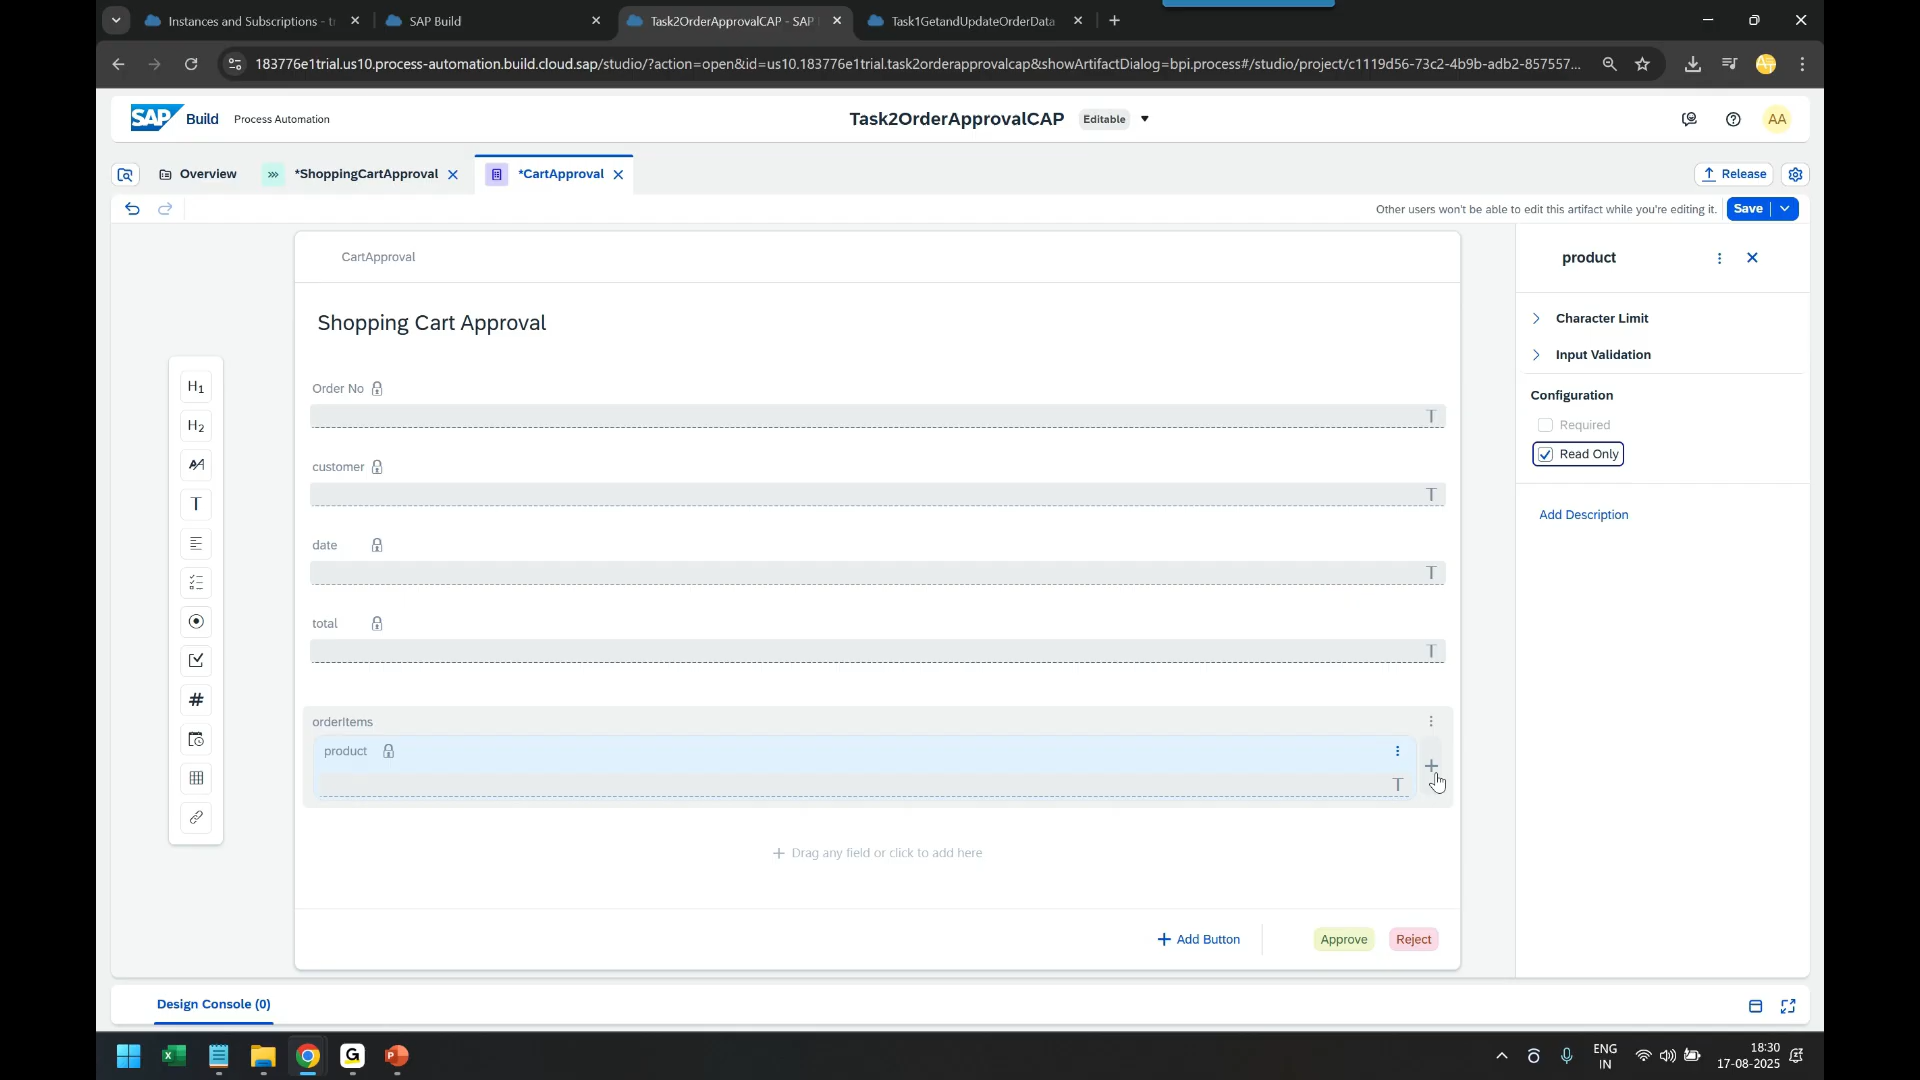 Instances and Subscriptions - t
SAP Build
Task2OrderApprovalCAP - SAP
Task1GetandUpdateOrderData
183776e1trial.us10.process-automation.build.cloud.sap/studio/?action=open&id=us10.183776e1trial.task2orderapprovalcap&showArtifactDialog=bpi.process#/studio/project/c1119d56-73c2-4b9b-adb2-857557...
SAP Build Process Automation
Task2OrderApprovalCAP Editable
AA
Overview
*ShoppingCartApproval
*CartApproval
Release
Other users won't be able to edit this artifact while you're editing it.
Save
CartApproval
product
Shopping Cart Approval
Character Limit
Input Validation
Configuration
Required
Read Only
Add Description
H1
H2
T
#
Order No
T
customer
T
date
T
total
T
orderItems
product
T
+ Drag any field or click to add here
+ Add Button
Approve
Reject
Design Console (0)
ENG
IN
18:30
17-08-2025